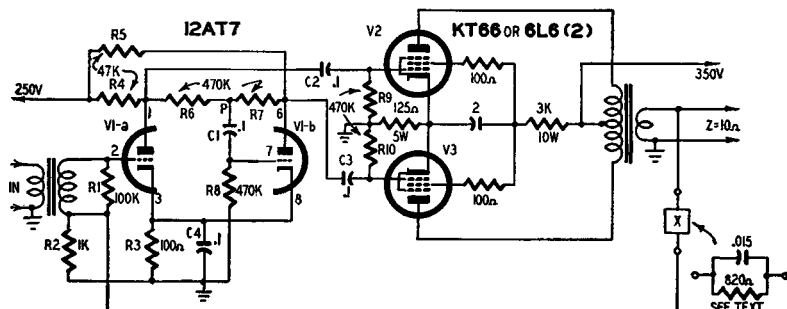 12AT7
KT66 OR 6L6 (2)
R5
V2
47K
C2
.1
100Ω
250V
R4
470K
350V
R6
P
R7
R9
1
6
470K
125Ω
2
3K
C1
.1
5W
10W
Z=10Ω
V1-a
V1-b
R10
2
7
C3
V3
IN
R1
100K
3
R8
470K
8
.1
100Ω
X
R2
1K
R3
100Ω
C4
.1
.015
820Ω
SEE TEXT